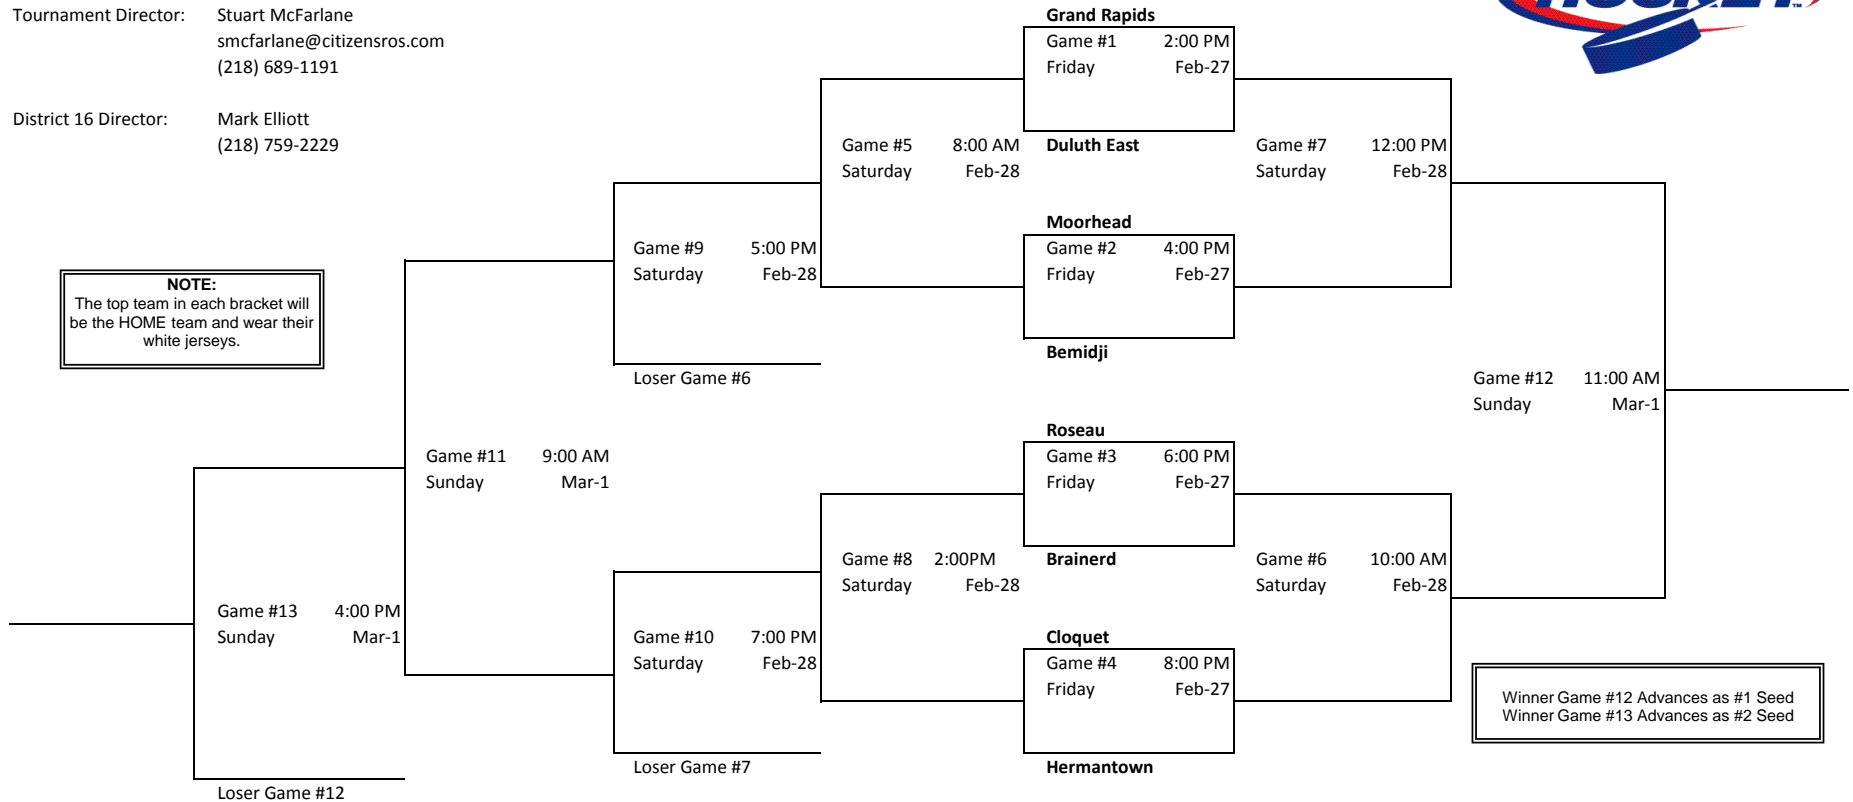 Tournament Director: Stuart McFarlane
smcfarlane@citizensros.com
(218) 689-1191
District 16 Director: Mark Elliott
(218) 759-2229
HOCKEY
TM
Grand Rapids
Game #1 2:00 PM
Friday Feb-27
Duluth East
Game #5 8:00 AM
Saturday Feb-28
Game #7 12:00 PM
Saturday Feb-28
Moorhead
Game #2 4:00 PM
Friday Feb-27
Bemidji
Game #9 5:00 PM
Saturday Feb-28
Loser Game #6
NOTE:
The top team in each bracket will
be the HOME team and wear their
white jerseys.
Game #12 11:00 AM
Sunday Mar-1
Roseau
Game #3 6:00 PM
Friday Feb-27
Brainerd
Game #11 9:00 AM
Sunday Mar-1
Game #8 2:00PM
Saturday Feb-28
Game #6 10:00 AM
Saturday Feb-28
Game #13 4:00 PM
Sunday Mar-1
Game #10 7:00 PM
Saturday Feb-28
Cloquet
Game #4 8:00 PM
Friday Feb-27
Hermantown
Loser Game #7
Loser Game #12
Winner Game #12 Advances as #1 Seed
Winner Game #13 Advances as #2 Seed